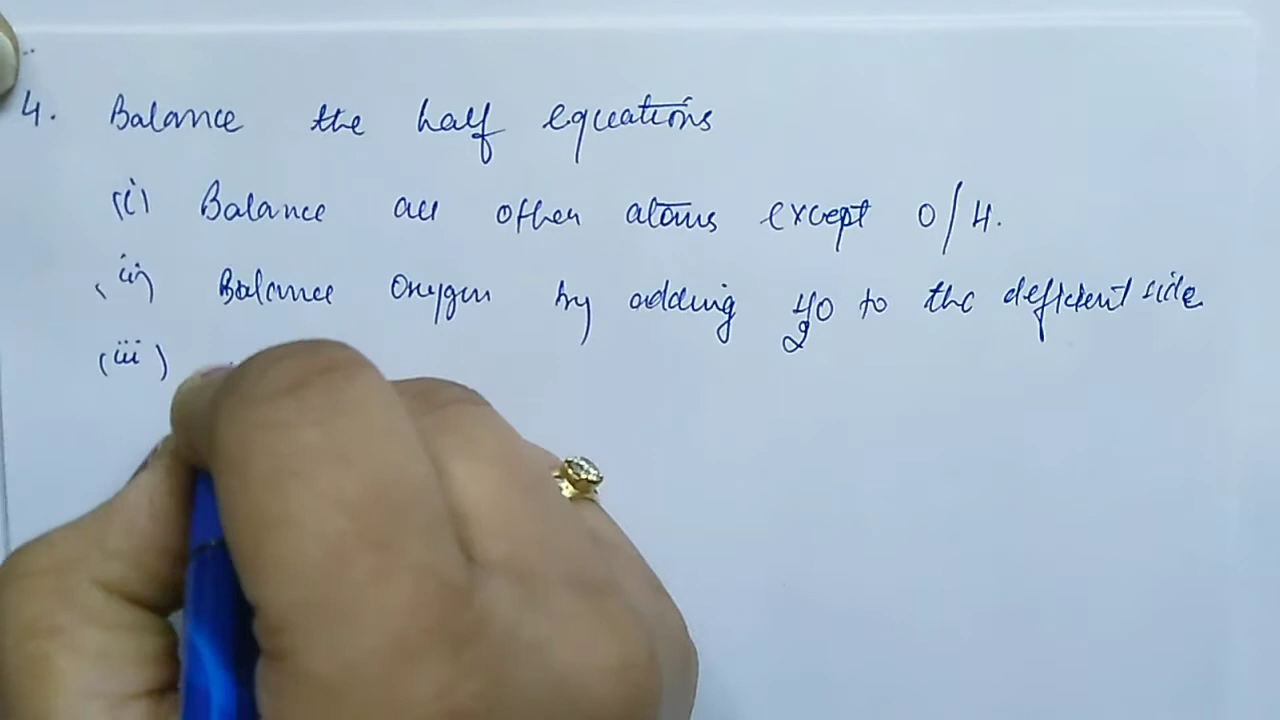 4. Balance the half equations
(i) Balance all other atoms except O/H.
(ii) Balance Oxygen by adding H2O to the deficient side
(iii)